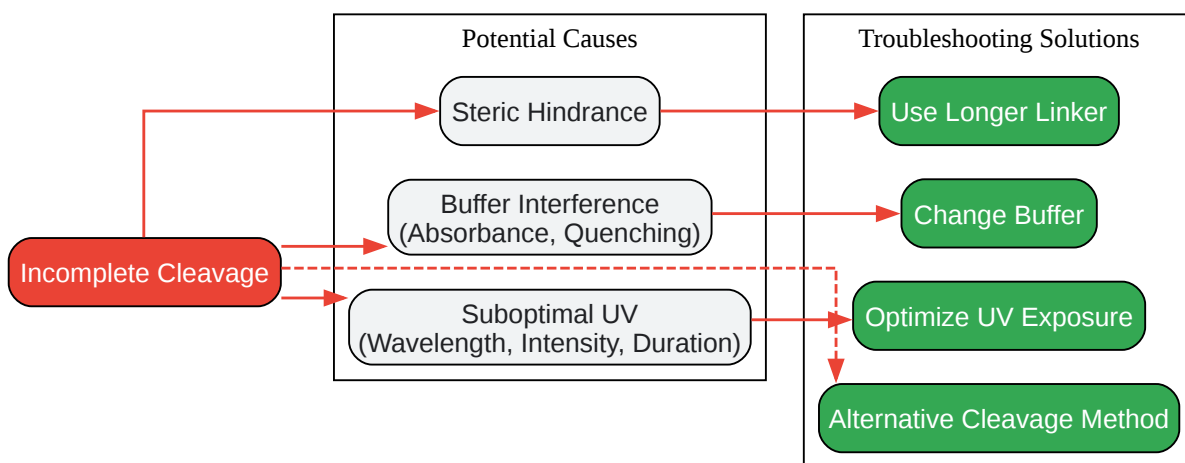 Potential Causes
Troubleshooting Solutions
Steric Hindrance
Use Longer Linker
Buffer Interference
(Absorbance, Quenching)
Change Buffer
Incomplete Cleavage
Suboptimal UV
(Wavelength, Intensity, Duration)
Optimize UV Exposure
Alternative Cleavage Method